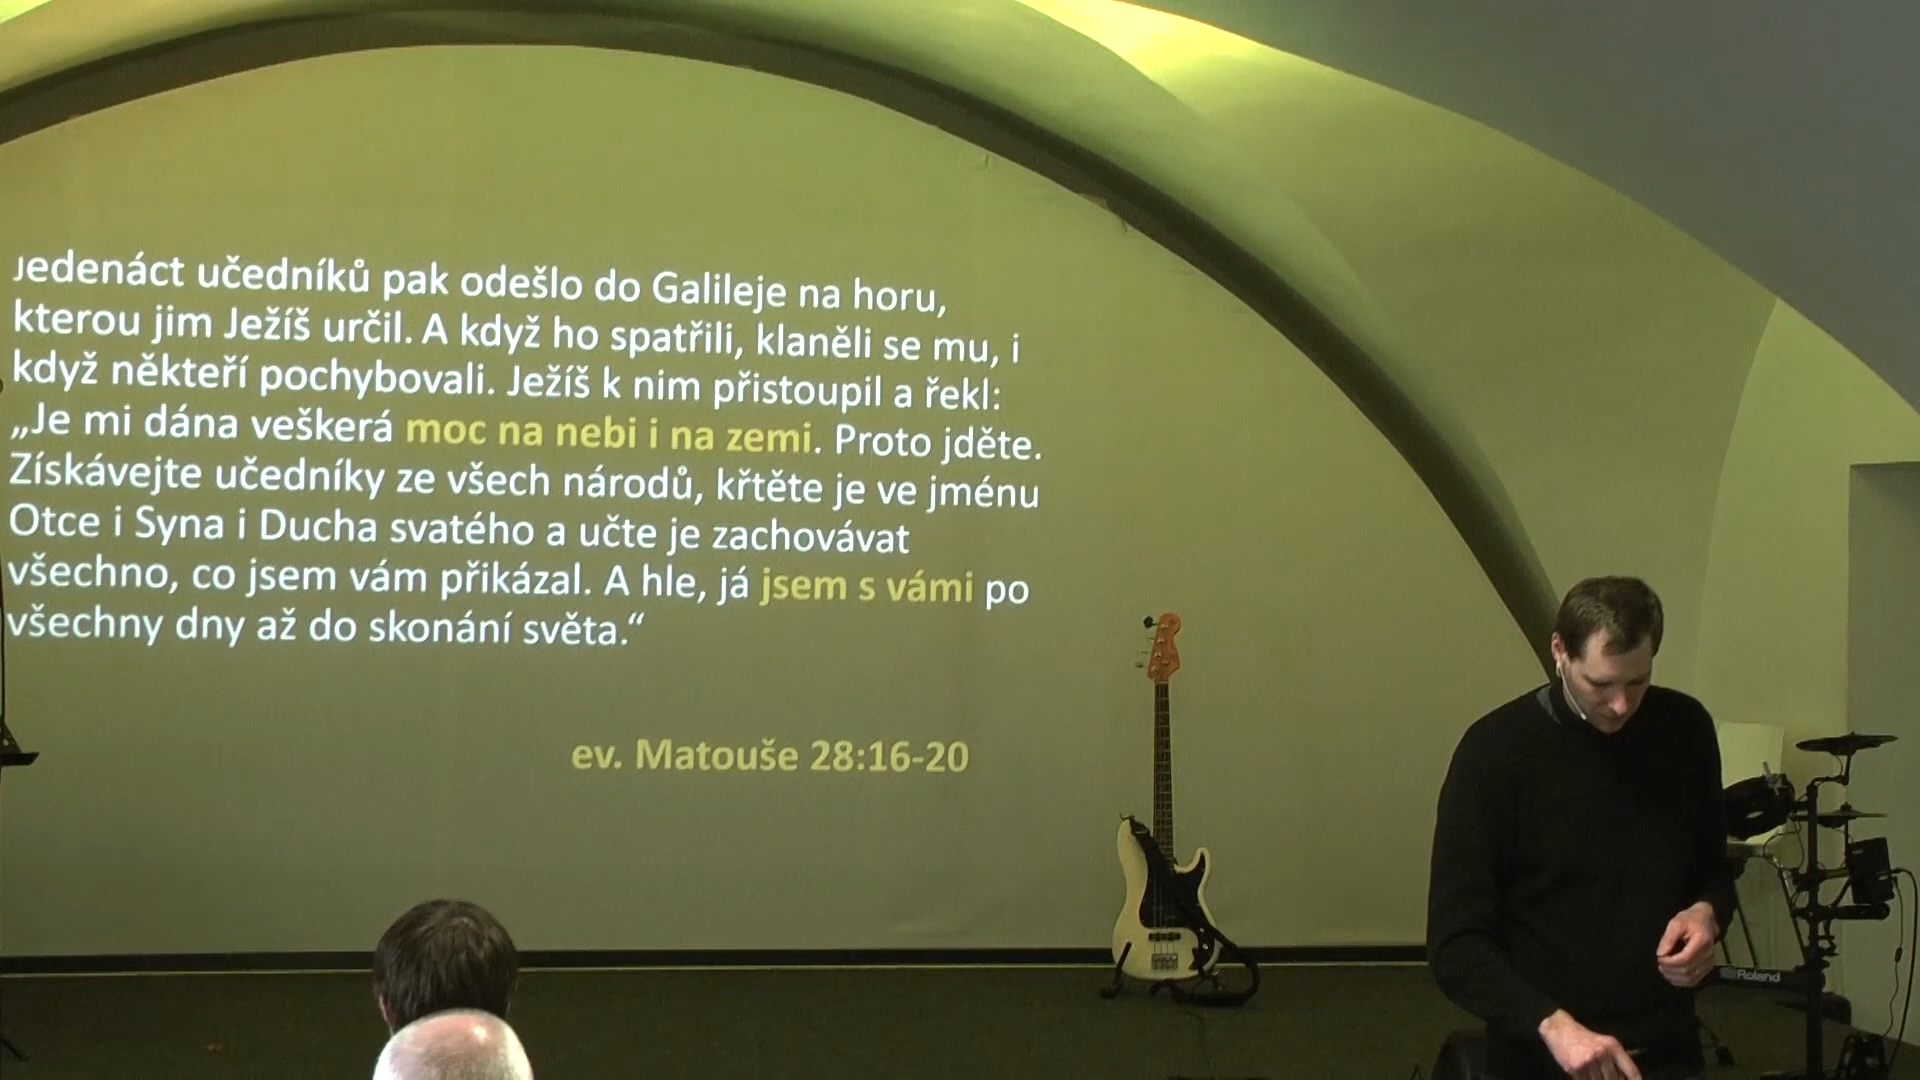 Jedenáct učedníků pak odešlo do Galileje na horu,
kterou jim Ježíš určil. A když ho spatřili, klaněli se mu, i
když někteří pochybovali. Ježíš k nim přistoupil a řekl:
„Je mi dána veškerá moc na nebi i na zemi. Proto jděte.
Získávejte učedníky ze všech národů, křtěte je ve jménu
Otce i Syna i Ducha svatého a učte je zachovávat
všechno, co jsem vám přikázal. A hle, já jsem s vámi po
všechny dny až do skonání světa.“
ev. Matouše 28:16-20
Roland